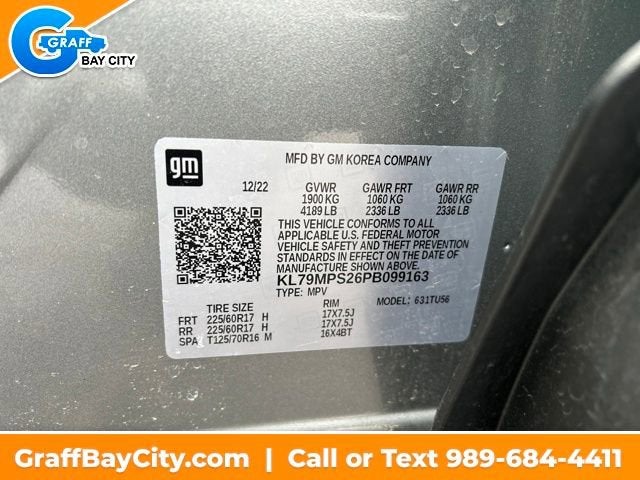 GRAFF
BAY CITY
gm
MFD BY GM KOREA COMPANY
12/22 GVWR GAWR FRT GAWR RR
1900 KG 1060 KG 1060 KG
4189 LB 2336 LB 2336 LB
THIS VEHICLE CONFORMS TO ALL
APPLICABLE U.S. FEDERAL MOTOR
VEHICLE SAFETY AND THEFT PREVENTION
STANDARDS IN EFFECT ON THE DATE
OF MANUFACTURE SHOWN ABOVE.
KL79MPS26PB099163
TYPE: MPV MODEL: 631TU56
TIRE SIZE RIM
FRT 225/60R17 H 17X7.5J
RR 225/60R17 H 17X7.5J
SPA T125/70R16 M 16X4BT
GraffBayCity.com | Call or Text 989-684-4411